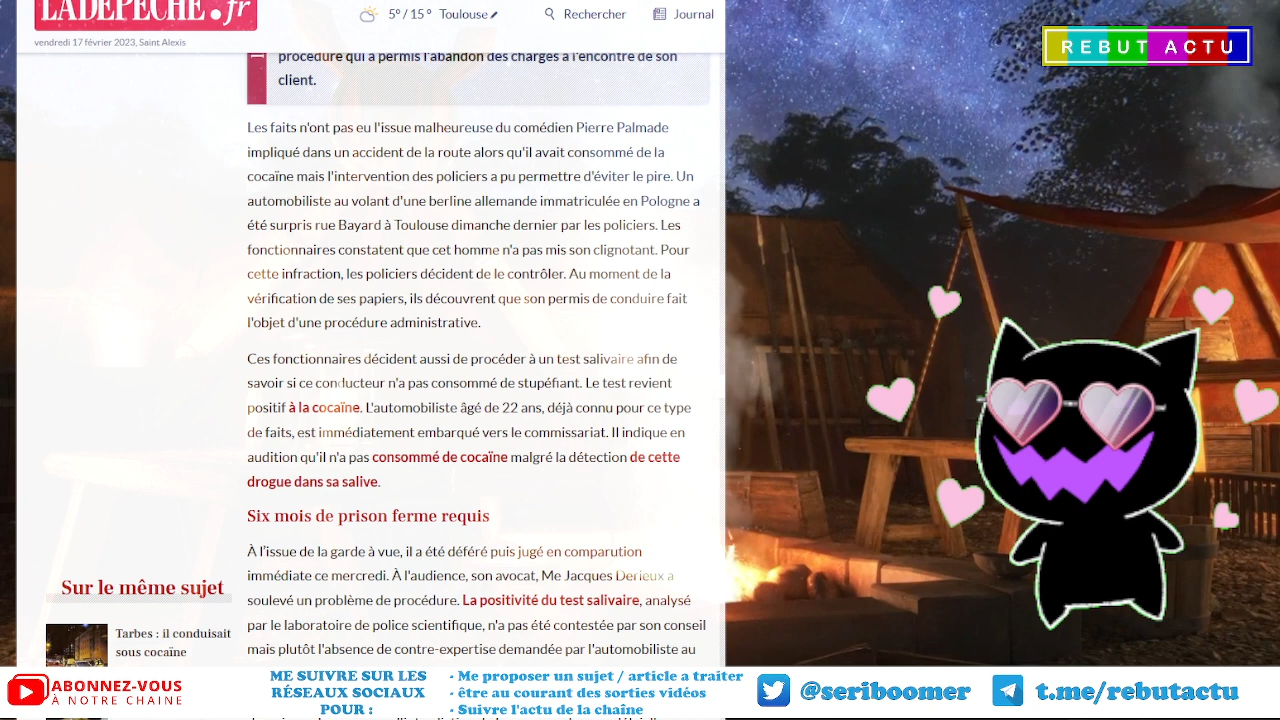 LADEPECHE.fr
vendredi 17 février 2023, Saint Alexis
5° / 15° Toulouse
Rechercher
Journal
REBUT ACTU
procédure qui a permis l'abandon des charges à l'encontre de son
client.
Les faits n'ont pas eu l'issue malheureuse du comédien Pierre Palmade
impliqué dans un accident de la route alors qu'il avait consommé de la
cocaïne mais l'intervention des policiers a pu permettre d'éviter le pire. Un
automobiliste au volant d'une berline allemande immatriculée en Pologne a
été surpris rue Bayard à Toulouse dimanche dernier par les policiers. Les
fonctionnaires constatent que cet homme n'a pas mis son clignotant. Pour
cette infraction, les policiers décident de le contrôler. Au moment de la
vérification de ses papiers, ils découvrent que son permis de conduire fait
l'objet d'une procédure administrative.
Ces fonctionnaires décident aussi de procéder à un test salivaire afin de
savoir si ce conducteur n'a pas consommé de stupéfiant. Le test revient
positif à la cocaïne. L'automobiliste âgé de 22 ans, déjà connu pour ce type
de faits, est immédiatement embarqué vers le commissariat. Il indique en
audition qu'il n'a pas consommé de cocaïne malgré la détection de cette
drogue dans sa salive.
Six mois de prison ferme requis
À l'issue de la garde à vue, il a été déféré puis jugé en comparution
immédiate ce mercredi. À l'audience, son avocat, Me Jacques Derieux a
soulevé un problème de procédure. La positivité du test salivaire, analysé
par le laboratoire de police scientifique, n'a pas été contestée par son conseil
mais plutôt l'absence de contre-expertise demandée par l'automobiliste au
Sur le même sujet
Tarbes : il conduisait
sous cocaïne
ABONNEZ-VOUS
À NOTRE CHAINE
ME SUIVRE SUR LES
RÉSEAUX SOCIAUX
POUR :
- Me proposer un sujet / article a traiter
- être au courant des sorties vidéos
- Suivre l'actu de la chaîne
@seriboomer
t.me/rebutactu